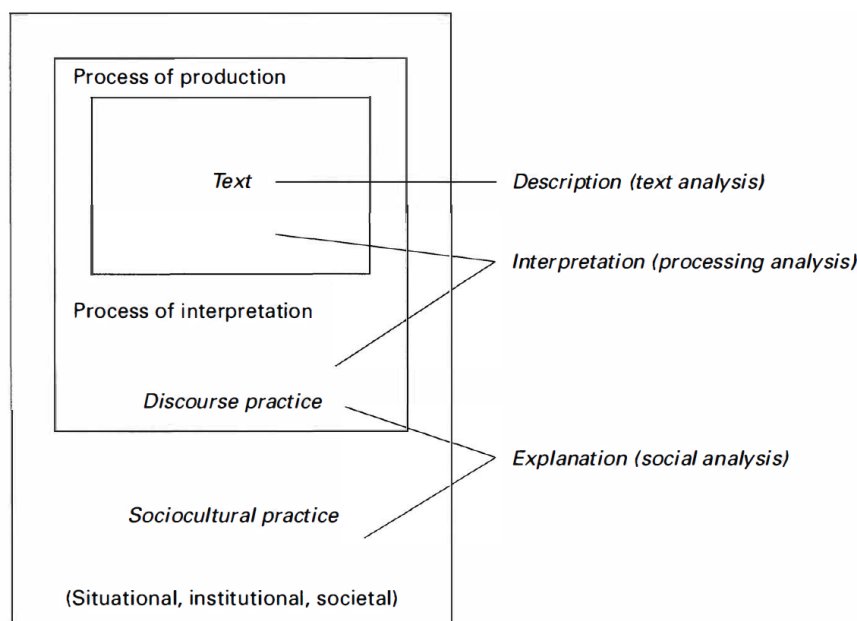 Process of production
Text
Description (text analysis)
Interpretation (processing analysis)
Process of interpretation
Discourse practice
Explanation (social analysis)
Sociocultural practice
(Situational, institutional, societal)